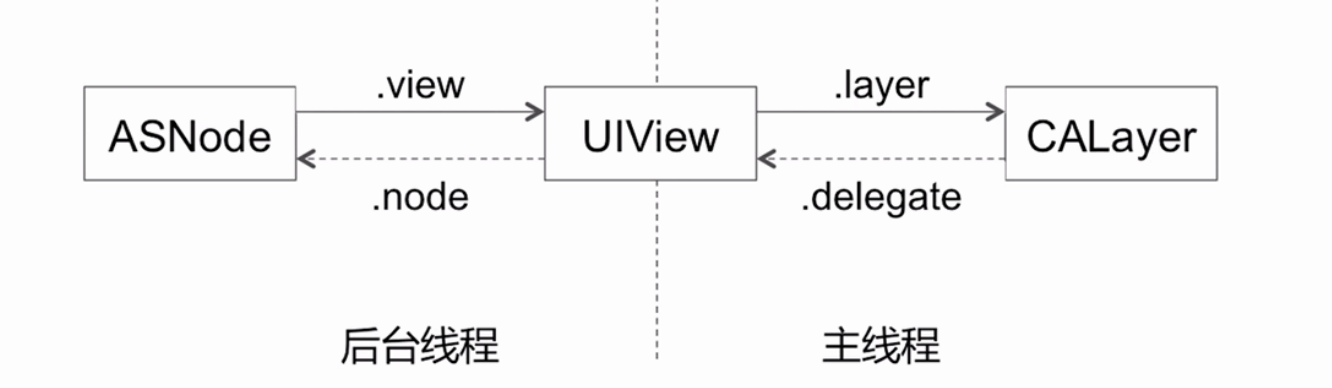 .view
.layer
ASNode
UIView
CALayer
.node
.delegate
后台线程
主线程